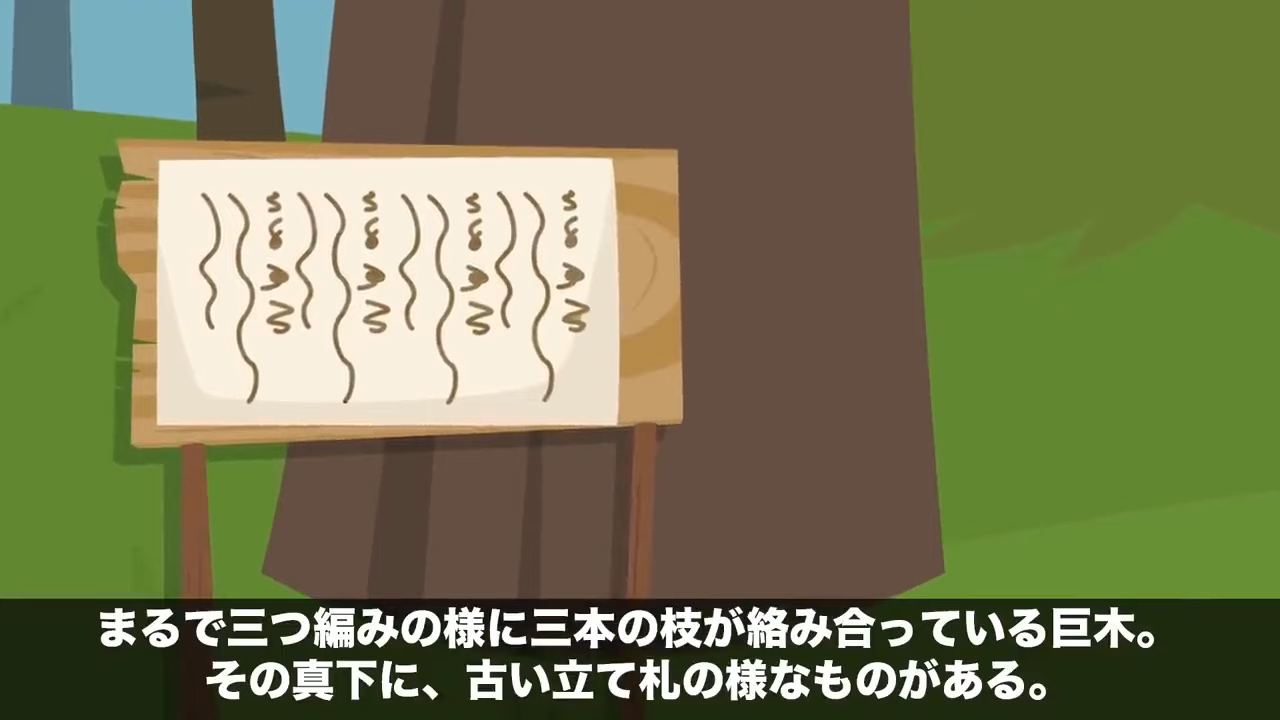 まるで三つ編みの様に三本の枝が絡み合っている巨木。
その真下に、古い立て札の様なものがある。